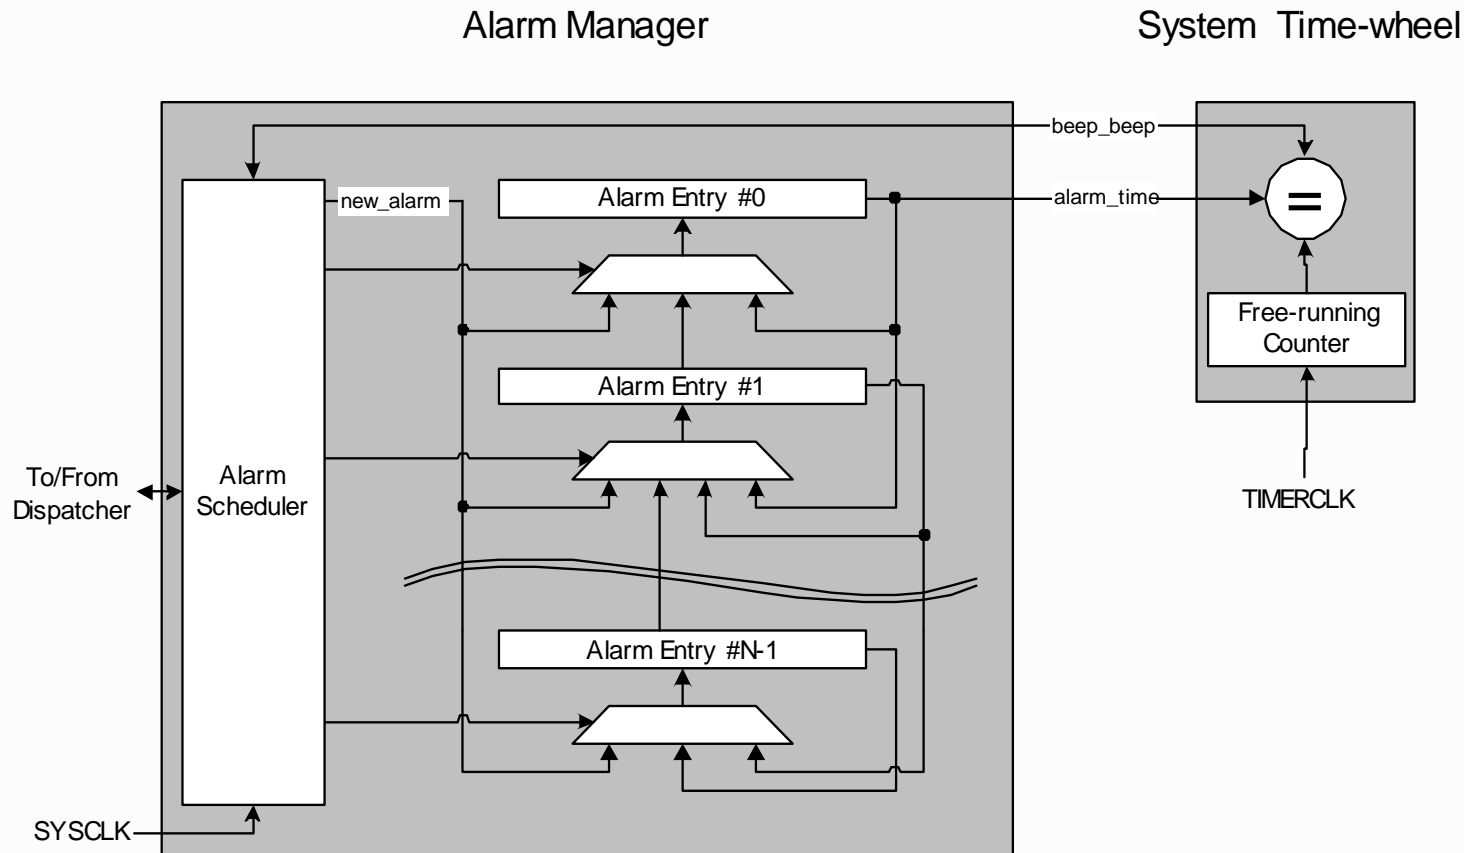 Alarm Manager
System Time-wheel
beep_beep
new_alarm
Alarm Entry #0
alarm_time
=
Free-running
Counter
Alarm Entry #1
To/From
Dispatcher
Alarm
Scheduler
TIMERCLK
Alarm Entry #N-1
SYSCLK